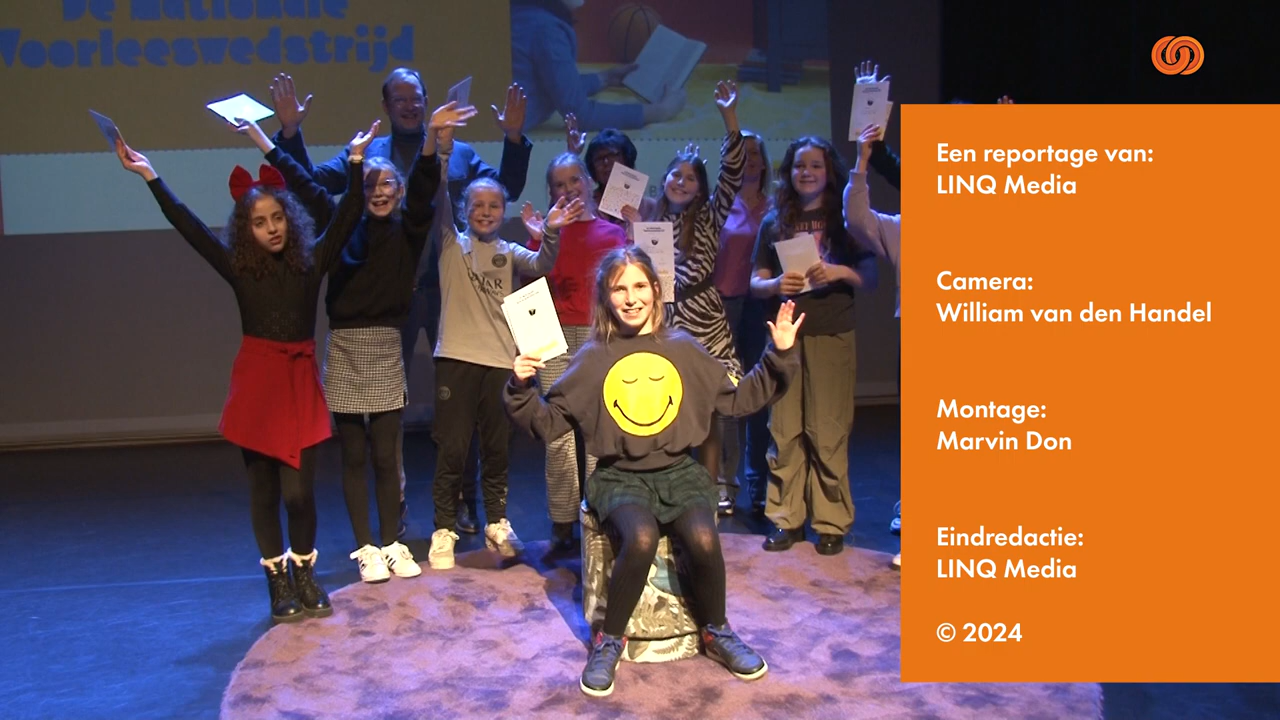 De Nationale
Voorleeswedstrijd
Een reportage van:
LINQ Media
Camera:
William van den Handel
Montage:
Marvin Don
Eindredactie:
LINQ Media
© 2024